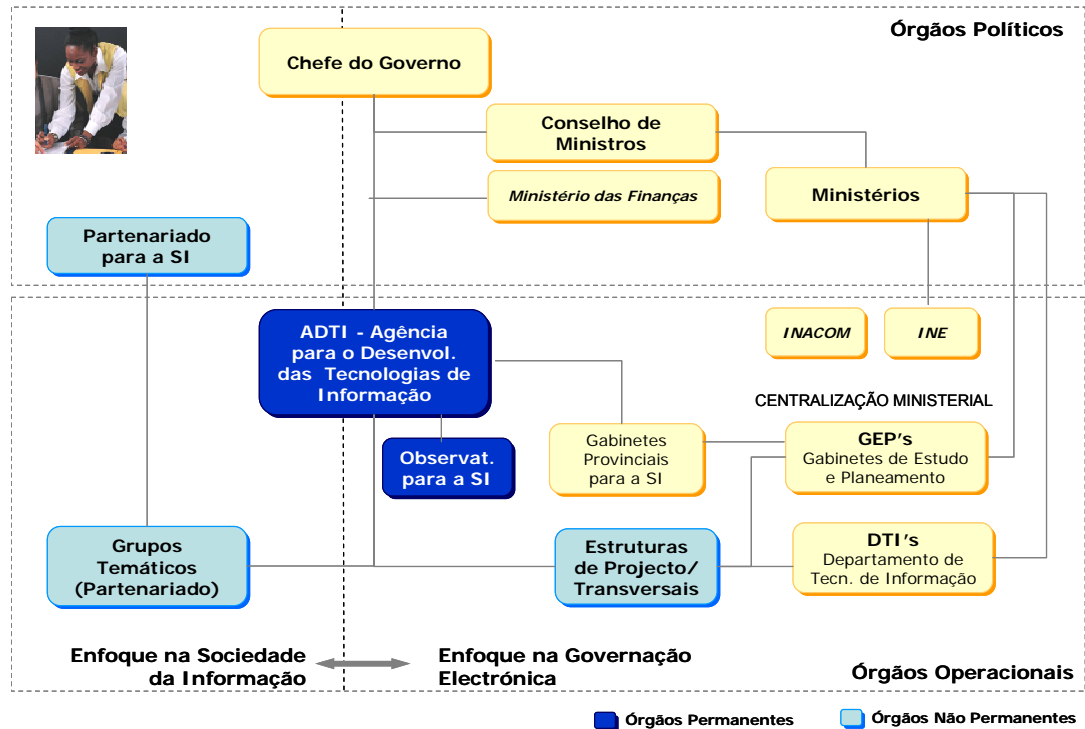 Órgãos Políticos
Chefe do Governo
Conselho de
Ministros
Ministério das Finanças
Ministérios
Partenariado
para a SI
ADTI - Agência
para o Desenvol.
das Tecnologias de
Informação
INACOM
INE
CENTRALIZAÇÃO MINISTERIAL
Observat.
para a SI
Gabinetes
Provinciais
para a SI
GEP's
Gabinetes de Estudo
e Planeamento
Grupos
Temáticos
(Partenariado)
Estruturas
de Projecto/
Transversais
DTI's
Departamento de
Tecn. de Informação
Enfoque na Sociedade
da Informação
Enfoque na Governação
Electrónica
Órgãos Operacionais
Órgãos Permanentes
Órgãos Não Permanentes